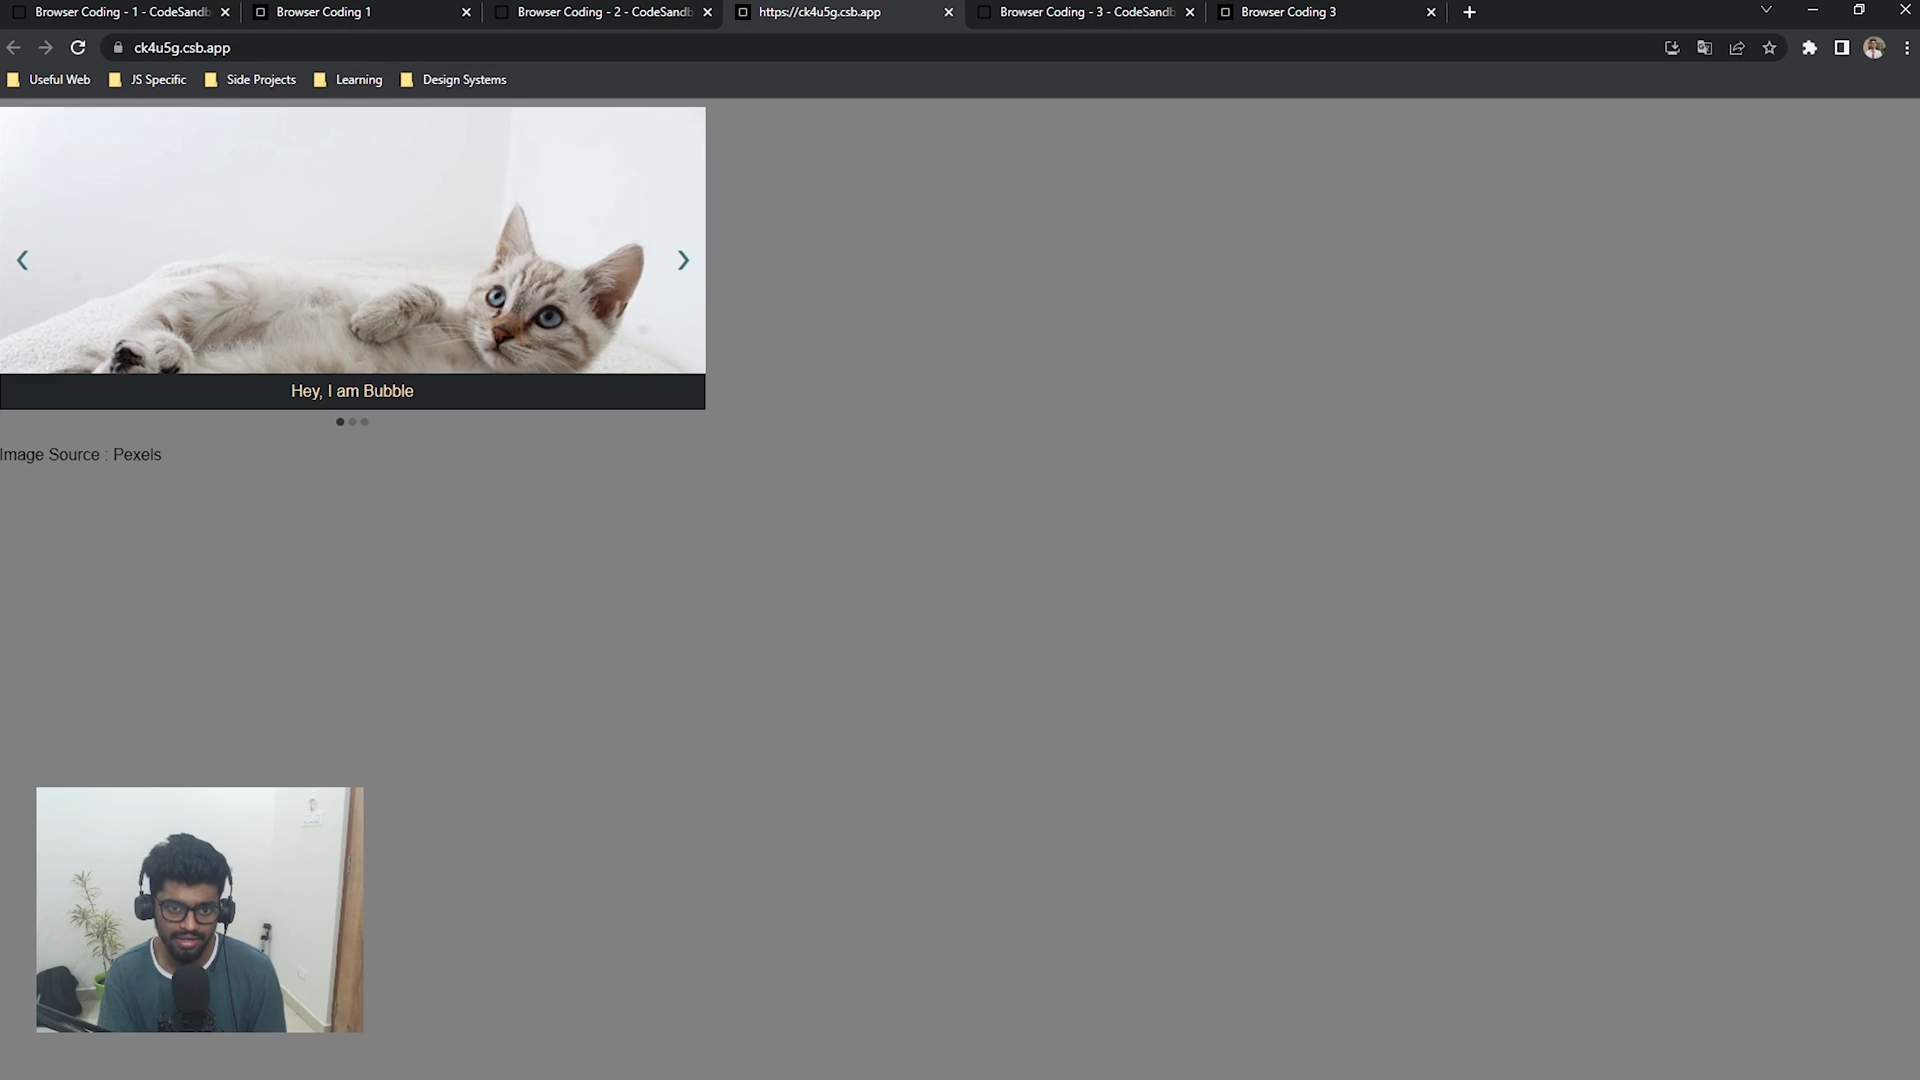 Browser Coding - 1 - CodeSandb
Browser Coding 1
Browser Coding - 2 - CodeSandb
https://ck4u5g.csb.app
Browser Coding - 3 - CodeSandb
Browser Coding 3
ck4u5g.csb.app
Useful Web
JS Specific
Side Projects
Learning
Design Systems
Hey, I am Bubble
Image Source : Pexels